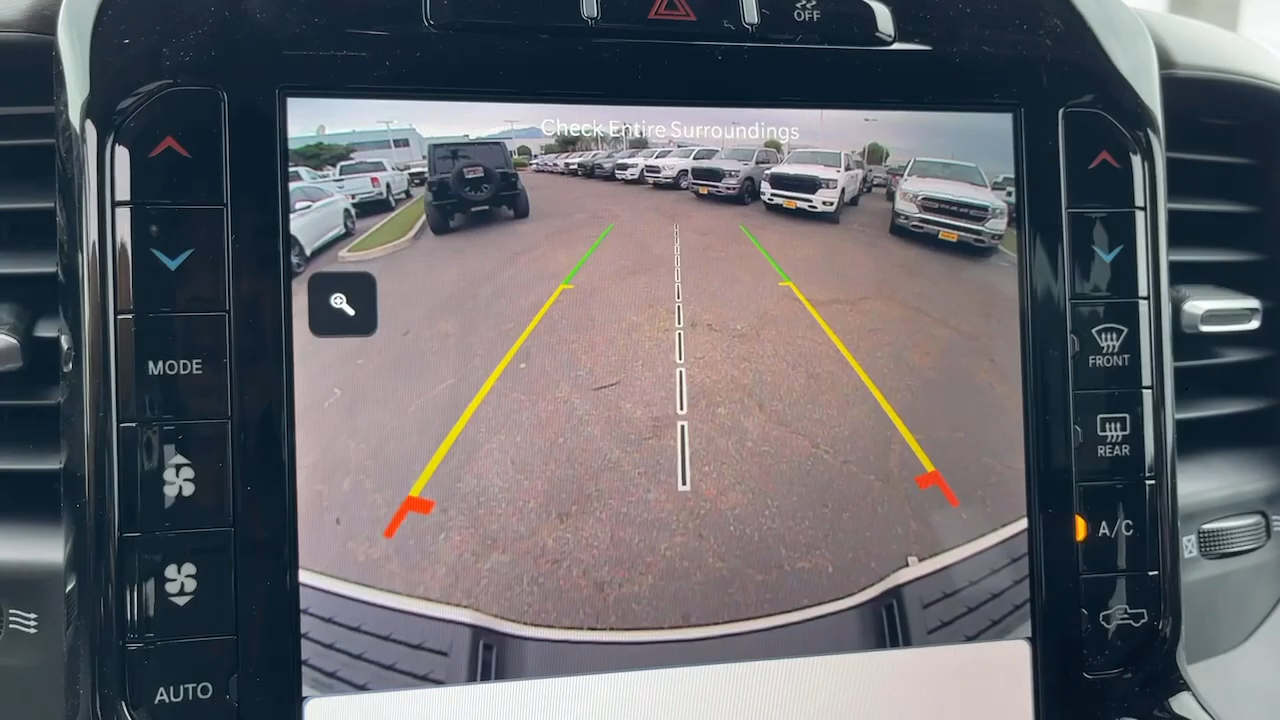 OFF
Check Entire Surroundings
MODE
FRONT
REAR
A/C
AUTO